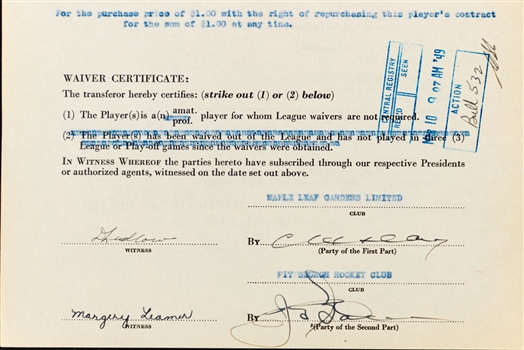 For the purchase price of $1.00 with the right of repurchasing this player's contract
for the sum of $1.00 at any time.
WAIVER CERTIFICATE:
The transferor hereby certifies: (strike out (1) or (2) below)
(1) The Player(s) is a(n) amat. prof. player for whom League waivers are not required.
(2) The Player(s) has been waived out of the League and has not played in three (3)
League or Play-off games since the waivers were obtained.
IN WITNESS WHEREOF the parties hereto have subscribed through our respective Presidents
or authorized agents, witnessed on the date set out above.
CENTRAL REGISTRY
REC'D
SEEN
MAR 10 9 07 AM '49
ACTION
Bull 532
MAPLE LEAF GARDENS LIMITED
CLUB
WITNESS
By
(Party of the First Part)
PITTSBURGH HOCKEY CLUB
CLUB
Margery Leamer
WITNESS
By
(Party of the Second Part)